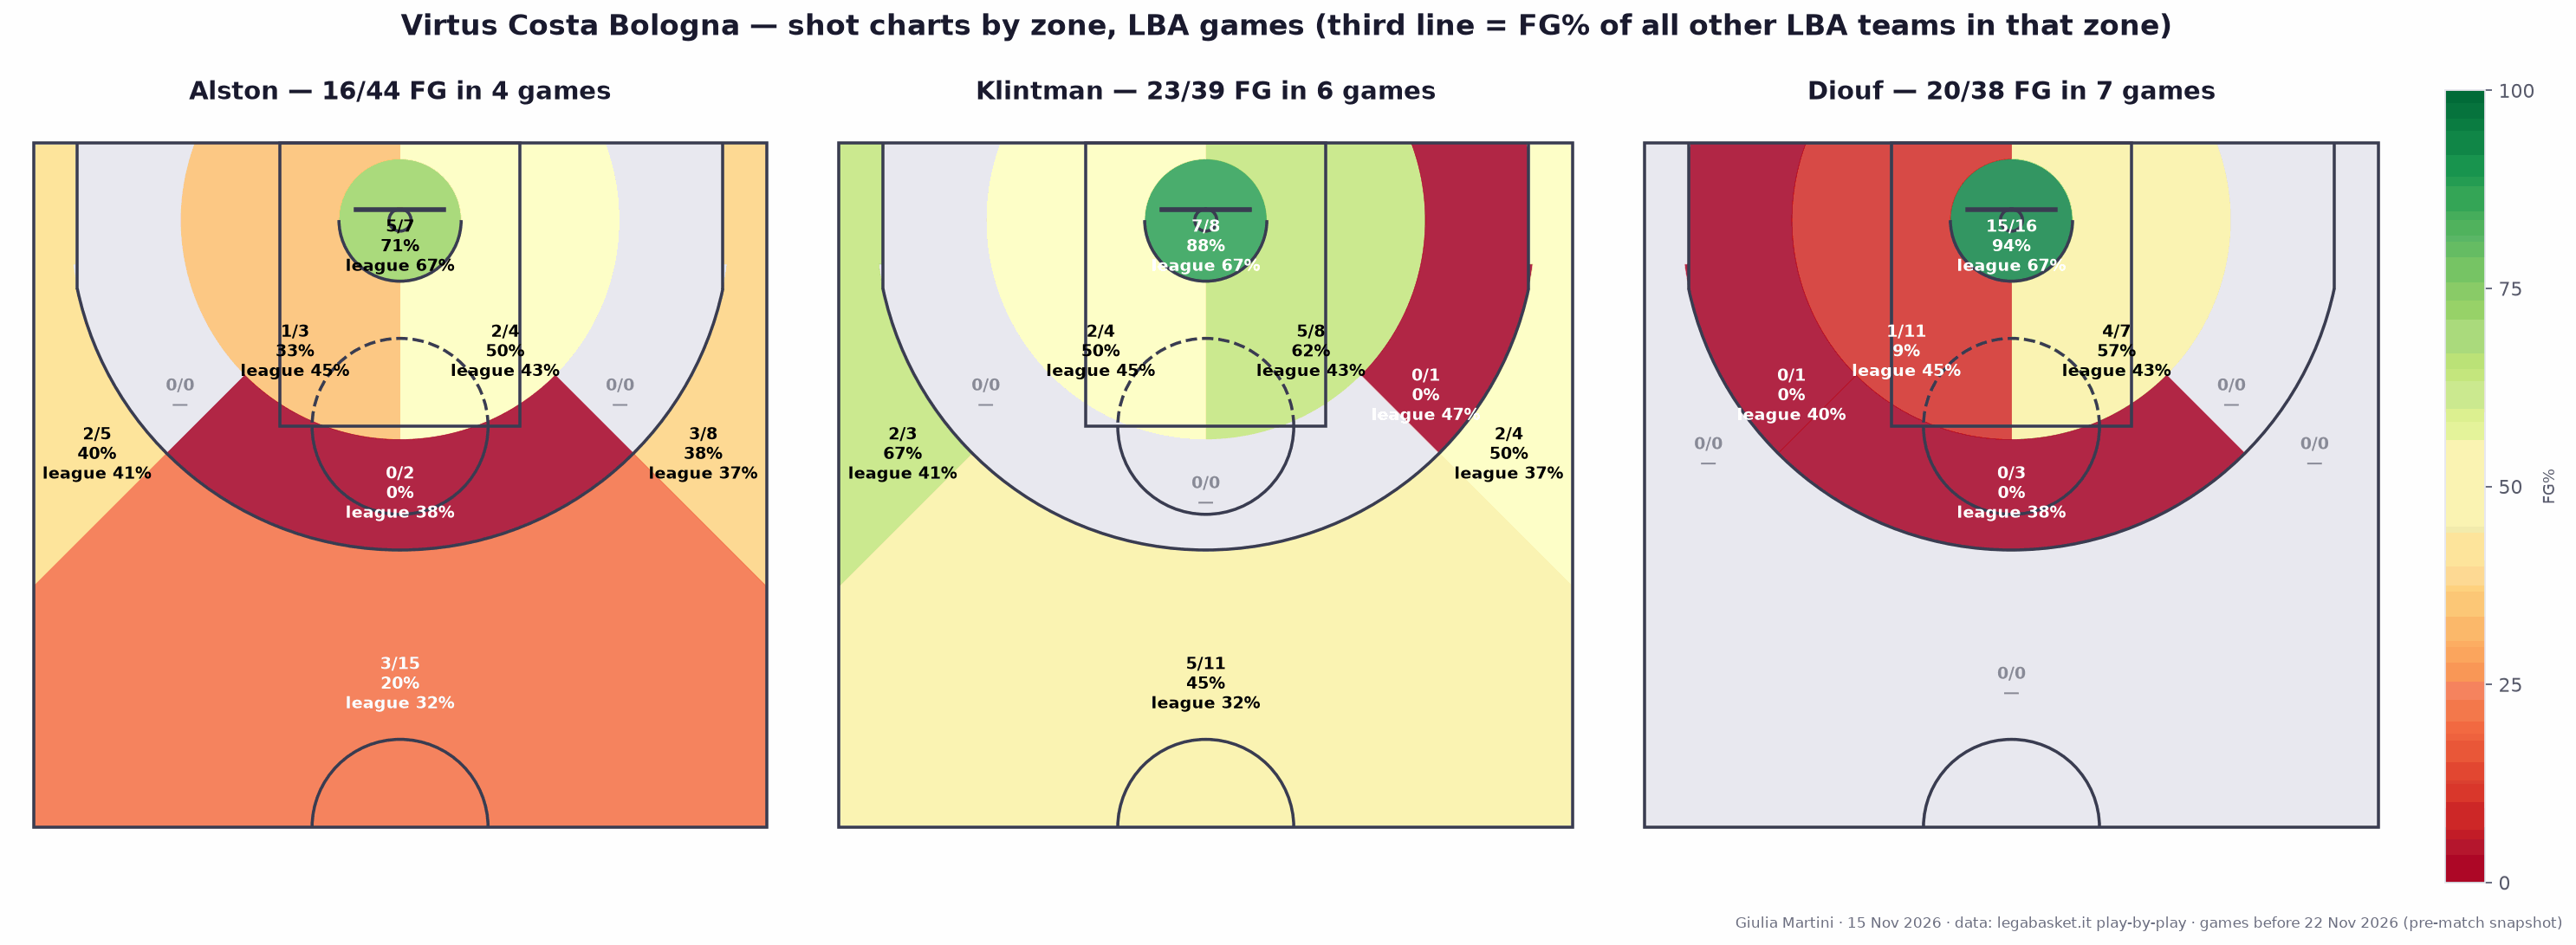 Virtus Costa Bologna — shot charts by zone, LBA games (third line = FG% of all other LBA teams in that zone)
Alston — 16/44 FG in 4 games
5/7
71%
league 67%
1/3
33%
league 45%
2/4
50%
league 43%
0/0
—
0/0
—
2/5
40%
league 41%
3/8
38%
league 37%
0/2
0%
league 38%
3/15
20%
league 32%
Klintman — 23/39 FG in 6 games
7/8
88%
league 67%
2/4
50%
league 45%
5/8
62%
league 43%
0/0
—
0/1
0%
league 47%
2/3
67%
league 41%
2/4
50%
league 37%
0/0
—
5/11
45%
league 32%
Diouf — 20/38 FG in 7 games
15/16
94%
league 67%
1/11
9%
league 45%
4/7
57%
league 43%
0/1
0%
league 40%
0/0
—
0/0
—
0/0
—
0/3
0%
league 38%
0/0
—
100
75
50
25
0
FG%
Giulia Martini · 15 Nov 2026 · data: legabasket.it play-by-play · games before 22 Nov 2026 (pre-match snapshot)